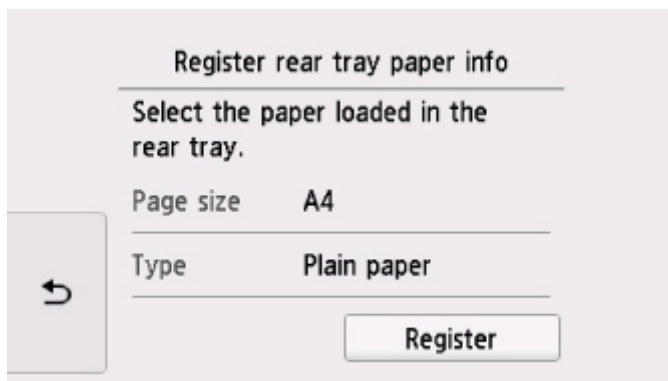 Register rear tray paper info
Select the paper loaded in the
rear tray.
Page size A4
Type Plain paper
Register